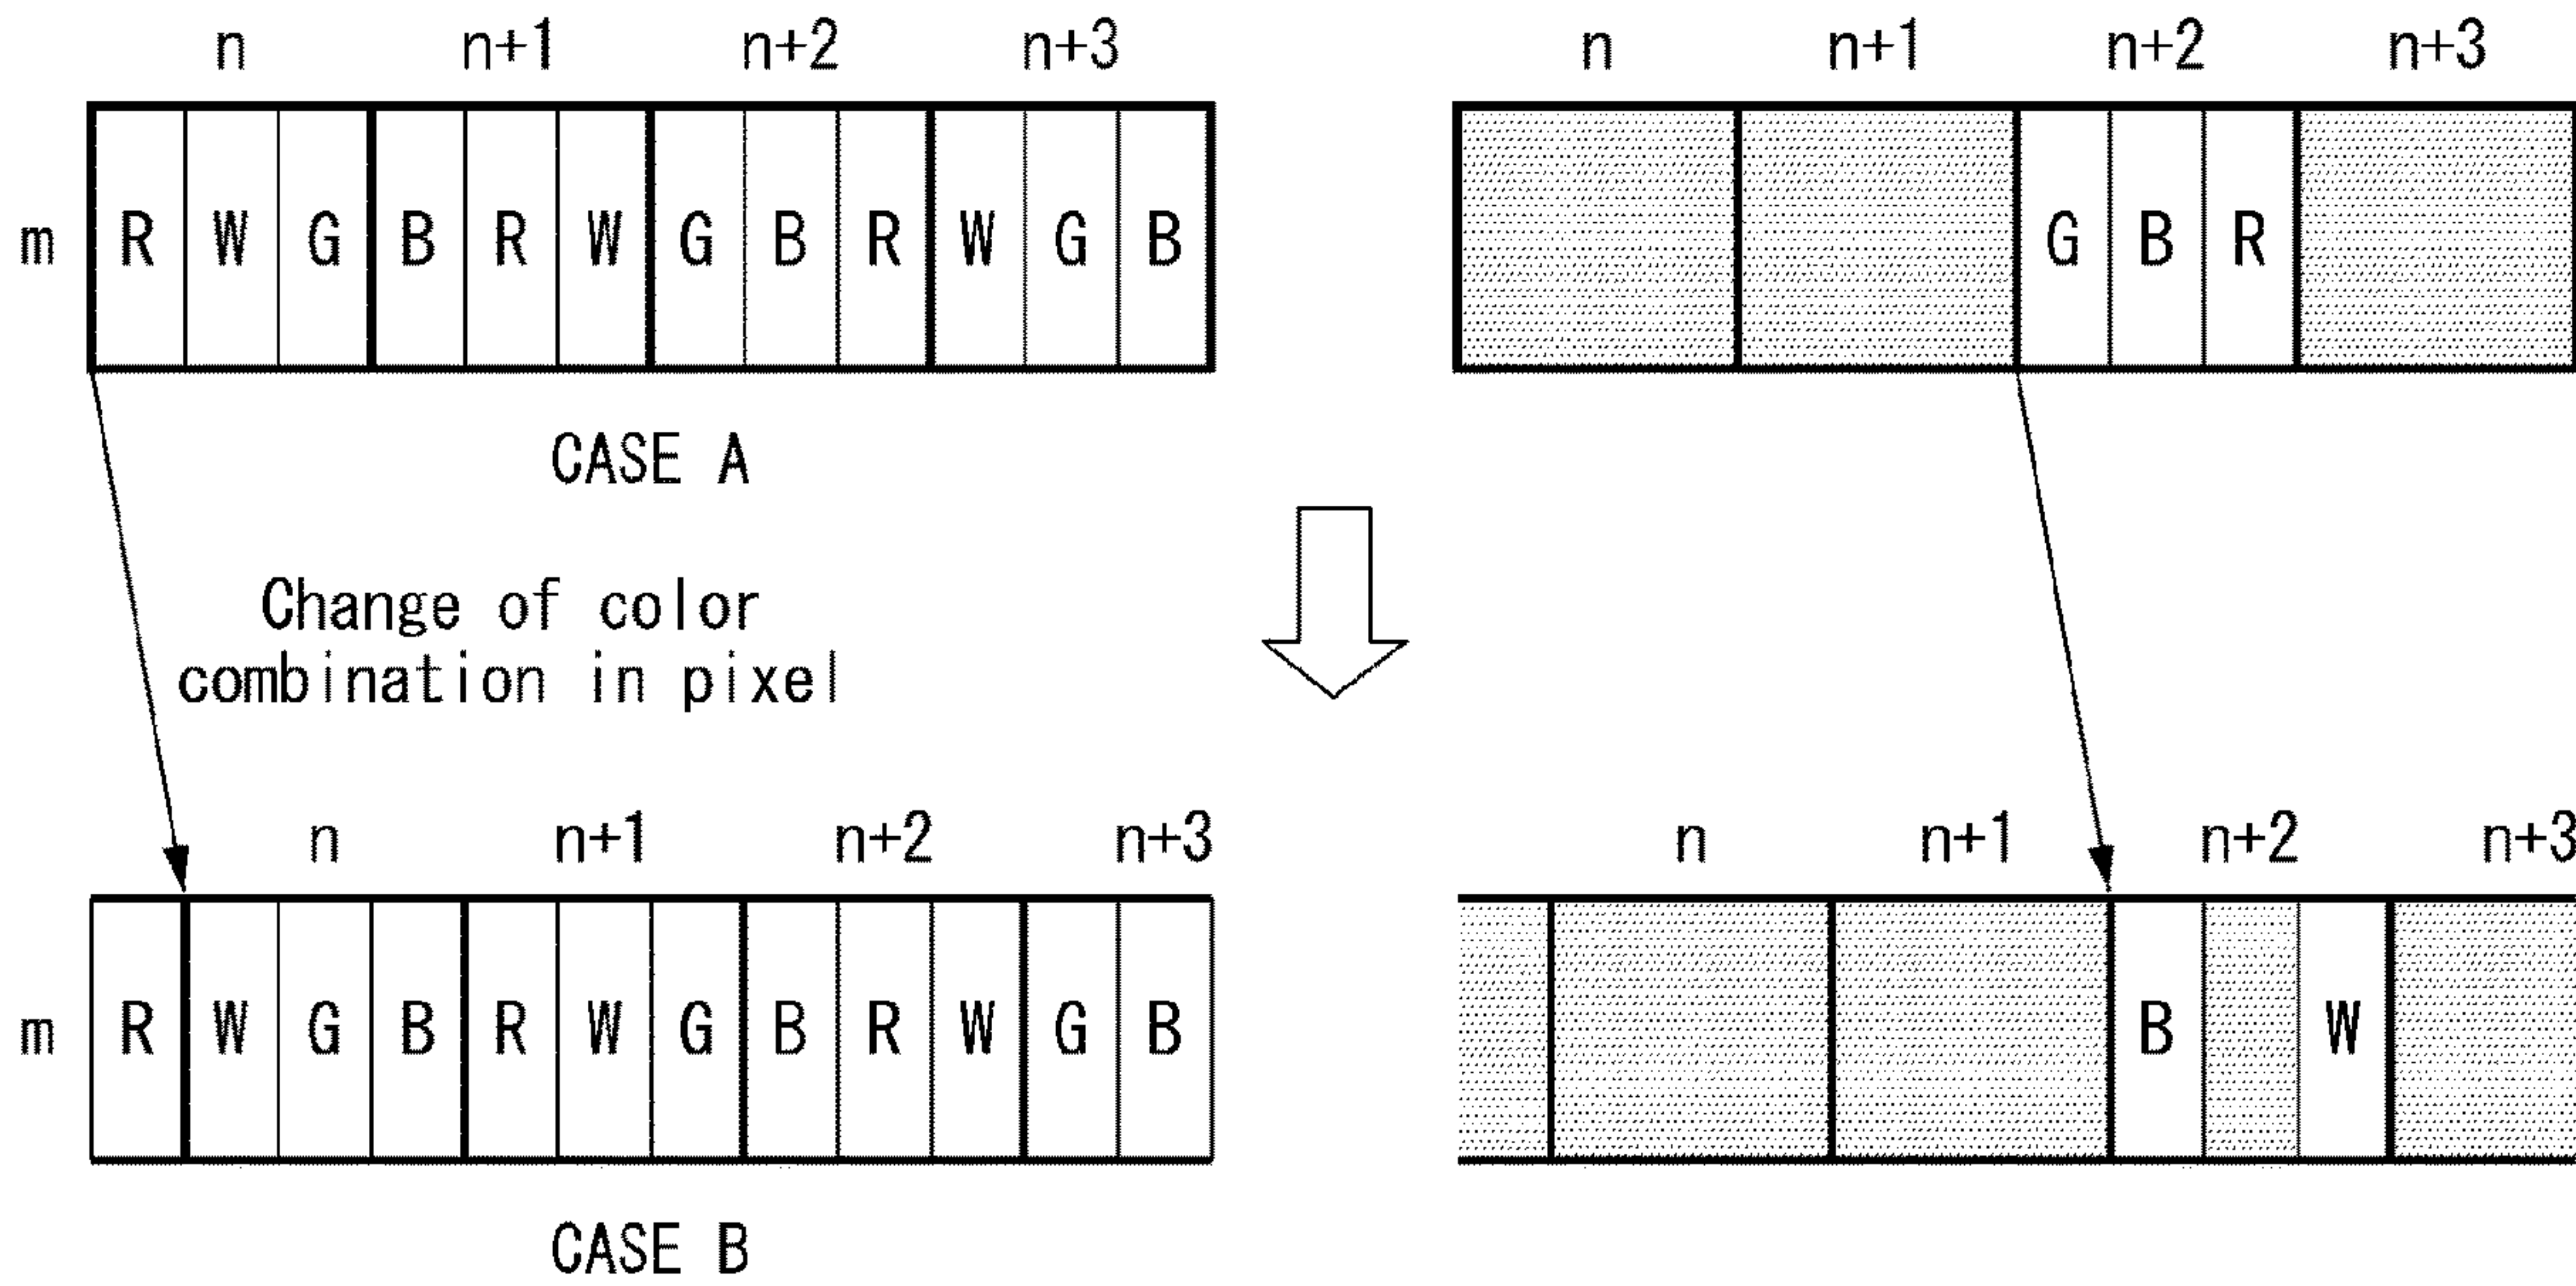 n n+1 n+2 n+3 n n+1 n+2 n+3
m R W G B R W G B R W G B G B R
CASE A
Change of color
combination in pixel
n n+1 n+2 n+3 n n+1 n+2 n+3
m R W G B R W G B R W G B B W
CASE B